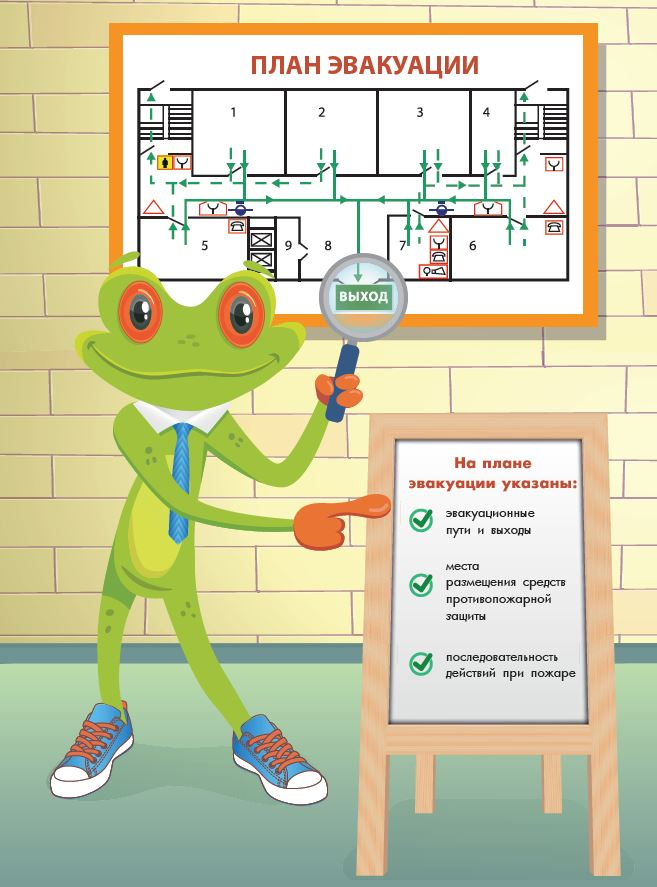 ПЛАН ЭВАКУАЦИИ
1 2 3 4
5 9 8 7 6
ВЫХОД
На плане
эвакуации указаны:
эвакуационные
пути и выходы
места
размещения средств
противопожарной
защиты
последовательность
действий при пожаре